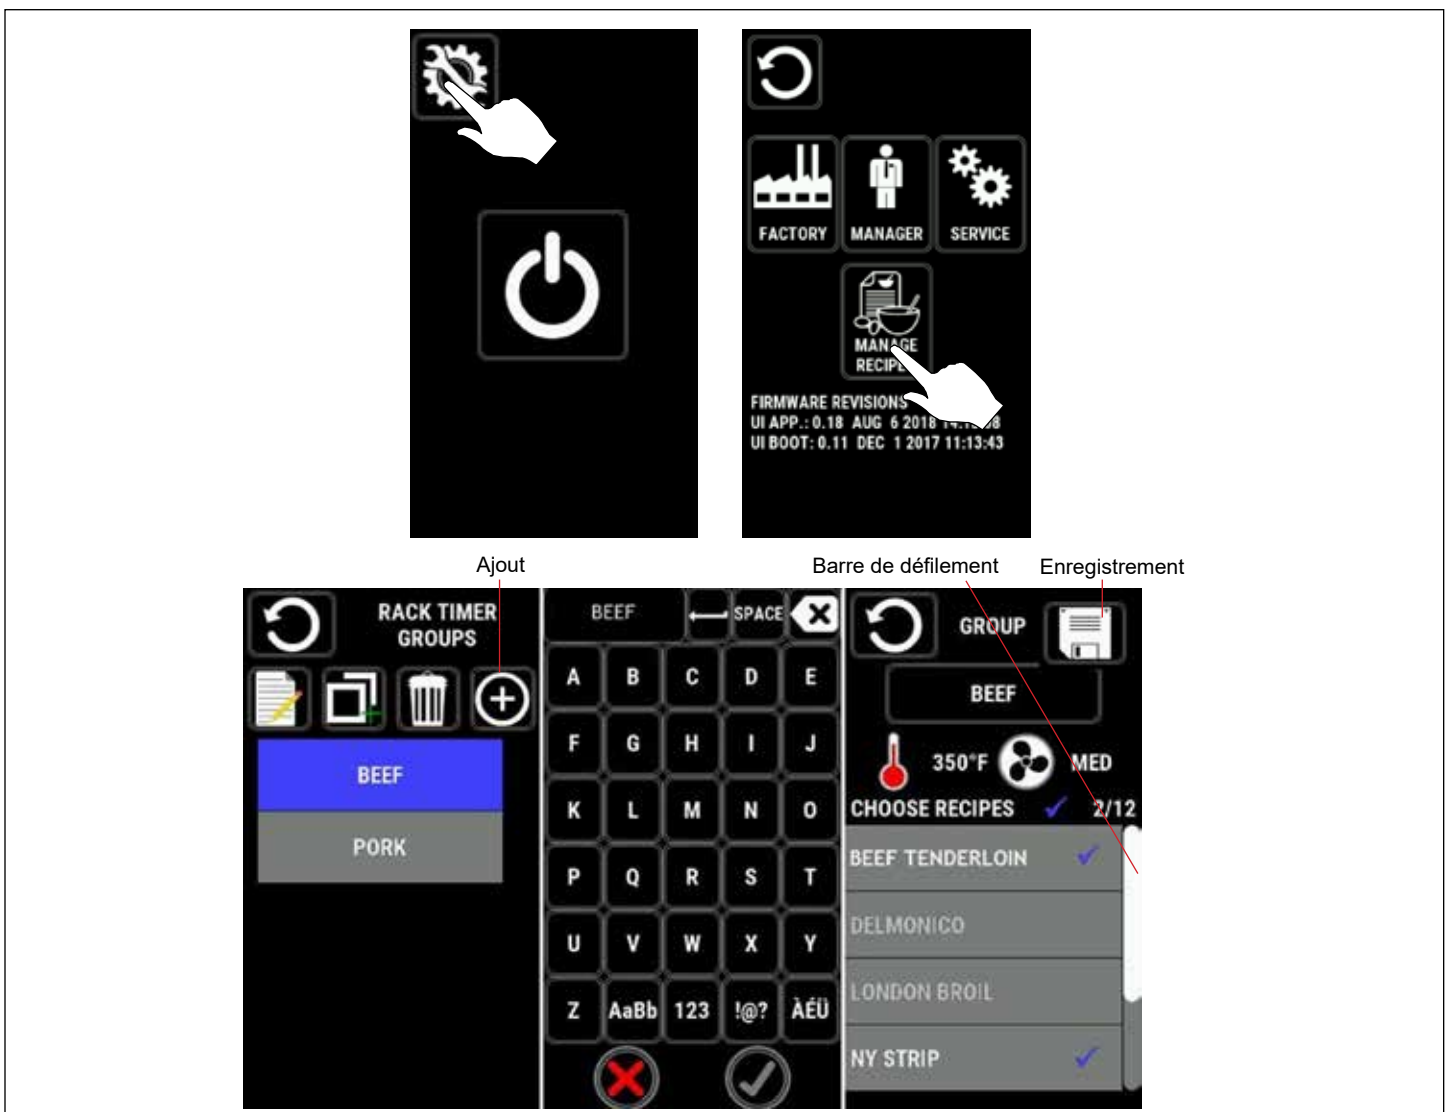 FACTORY MANAGER SERVICE
MANAGE
FIRMWARE REVISIONS
UI APP.: 0.18 AUG 6 2018
UI BOOT: 0.11 DEC 1 2017 11:13:43
Ajout
Barre de défilement
Enregistrement
RACK TIMER
GROUPS
BEEF
PORK
BEEF SPACE
A B C D E
F G H I J
K L M N O
P Q R S T
U V W X Y
Z AaBb 123 !@? ÀÉÜ
GROUP
BEEF
350°F MED
CHOOSE RECIPES 2/12
BEEF TENDERLOIN
DELMONICO
LONDON BROIL
NY STRIP